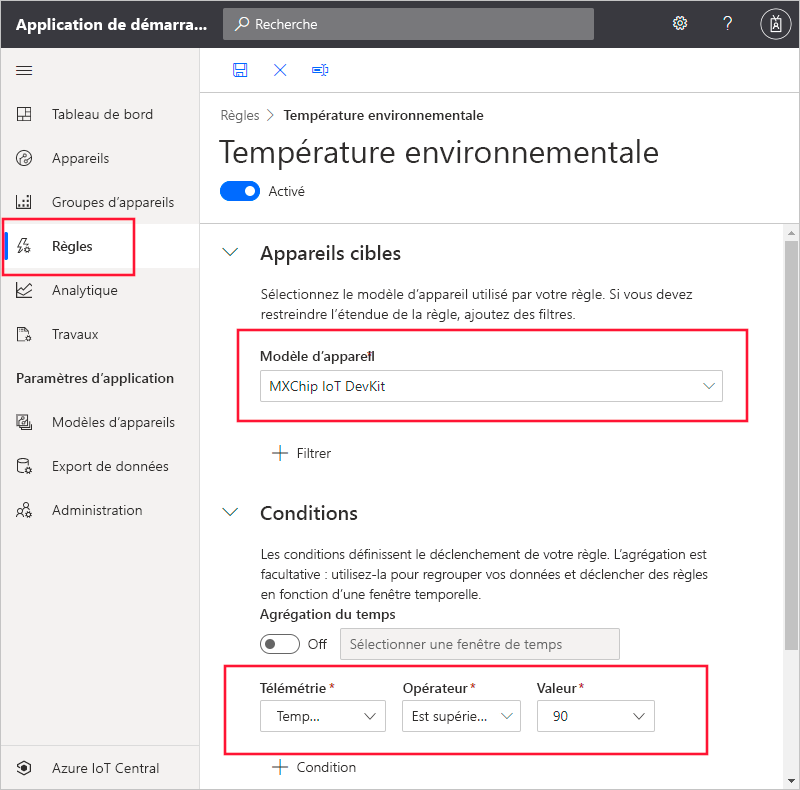 Application de démarra...
Recherche
?
Tableau de bord
Appareils
Groupes d'appareils
Règles
Analytique
Travaux
Paramètres d'application
Modèles d'appareils
Export de données
Administration
Azure IoT Central
Règles > Température environnementale
Température environnementale
Activé
Appareils cibles
Sélectionnez le modèle d'appareil utilisé par votre règle. Si vous devez
restreindre l'étendue de la règle, ajoutez des filtres.
Modèle d'appareil*
MXChip IoT DevKit
Filtrer
Conditions
Les conditions définissent le déclenchement de votre règle. L'agrégation est
facultative : utilisez-la pour regrouper vos données et déclencher des règles
en fonction d'une fenêtre temporelle.
Agrégation du temps
Off Sélectionner une fenêtre de temps
Télémétrie * Opérateur * Valeur *
Temp... Est supérie... 90
Condition